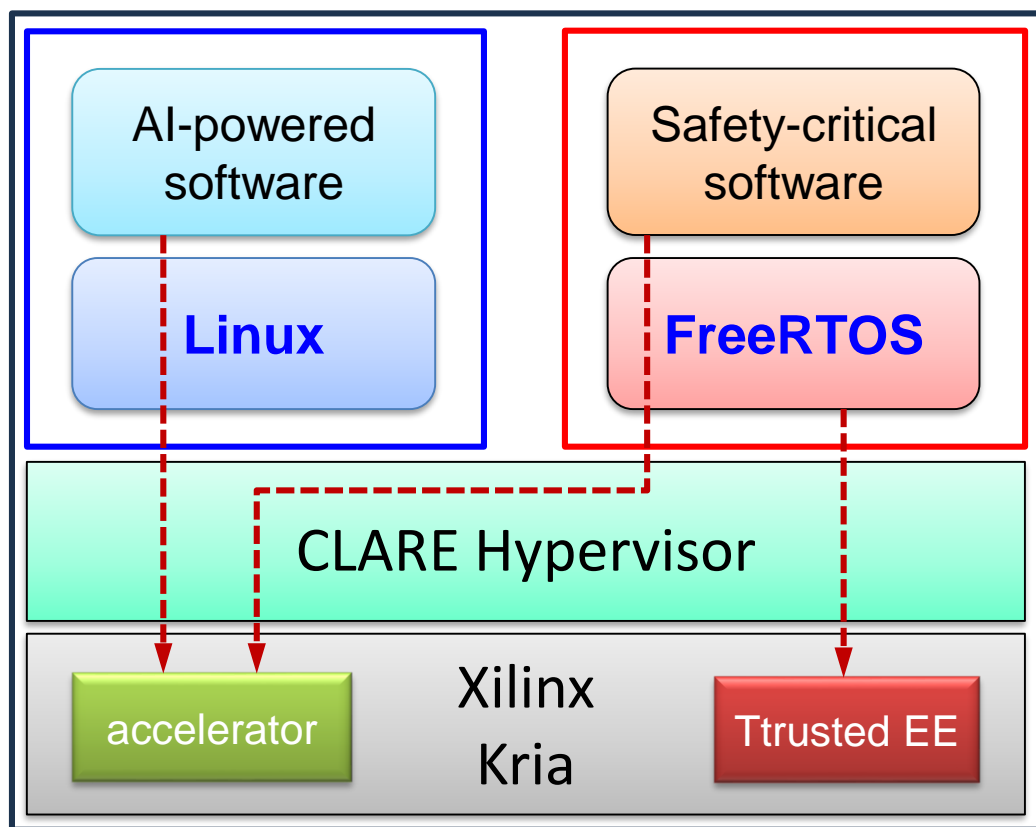 AI-powered
software
Safety-critical
software
Linux
FreeRTOS
CLARE Hypervisor
Xilinx
Kria
accelerator
Ttrusted EE